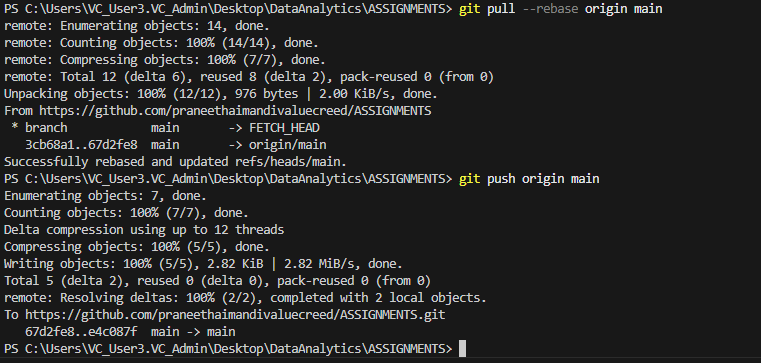 PS C:\Users\VC_User3.VC_Admin\Desktop\DataAnalytics\ASSIGNMENTS> git pull --rebase origin main
remote: Enumerating objects: 14, done.
remote: Counting objects: 100% (14/14), done.
remote: Compressing objects: 100% (7/7), done.
remote: Total 12 (delta 6), reused 8 (delta 2), pack-reused 0 (from 0)
Unpacking objects: 100% (12/12), 976 bytes | 2.00 KiB/s, done.
From https://github.com/praneethaimandivaluecreed/ASSIGNMENTS
 * branch            main       -> FETCH_HEAD
   3cb68a1..67d2fe8  main       -> origin/main
Successfully rebased and updated refs/heads/main.
PS C:\Users\VC_User3.VC_Admin\Desktop\DataAnalytics\ASSIGNMENTS> git push origin main
Enumerating objects: 7, done.
Counting objects: 100% (7/7), done.
Delta compression using up to 12 threads
Compressing objects: 100% (5/5), done.
Writing objects: 100% (5/5), 2.82 KiB | 2.82 MiB/s, done.
Total 5 (delta 2), reused 0 (delta 0), pack-reused 0 (from 0)
remote: Resolving deltas: 100% (2/2), completed with 2 local objects.
To https://github.com/praneethaimandivaluecreed/ASSIGNMENTS.git
   67d2fe8..e4c087f  main -> main
PS C:\Users\VC_User3.VC_Admin\Desktop\DataAnalytics\ASSIGNMENTS>